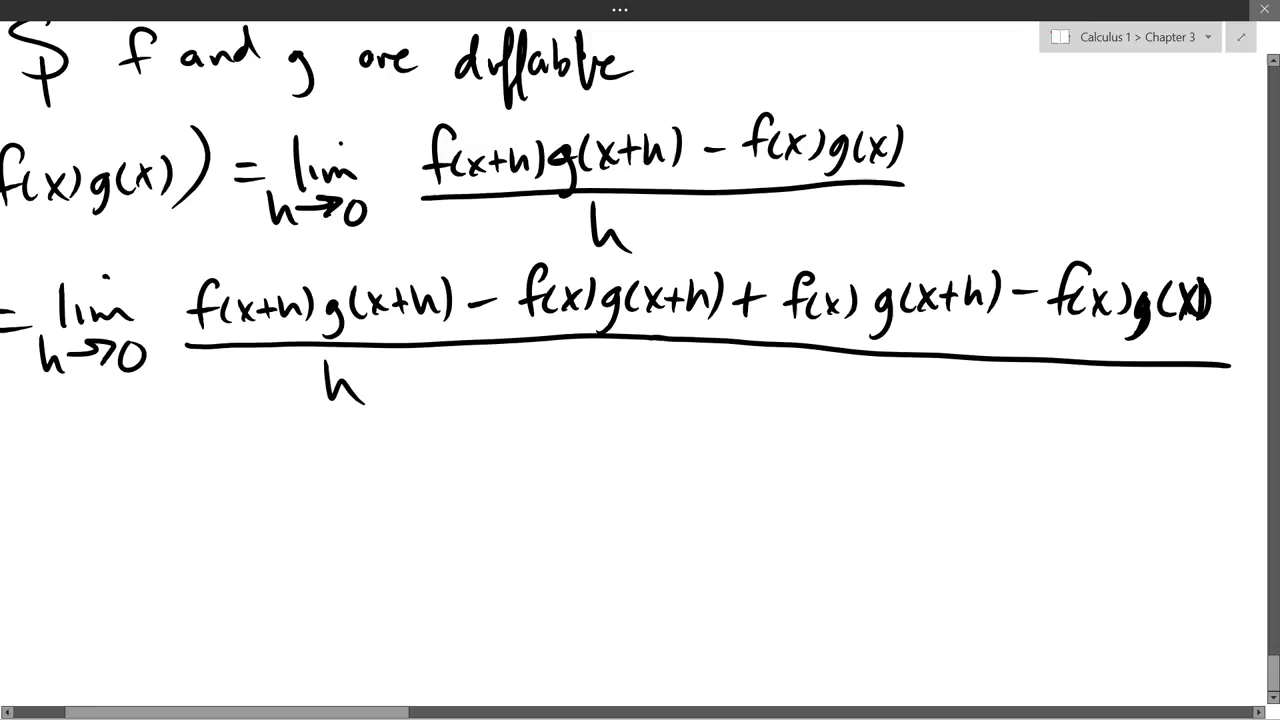 Calculus 1 > Chapter 3
f and g are diffable
f(x)g(x)) = lim h→0 f(x+h)g(x+h) - f(x)g(x) / h
= lim h→0 f(x+h)g(x+h) - f(x)g(x+h) + f(x)g(x+h) - f(x)g(x) / h